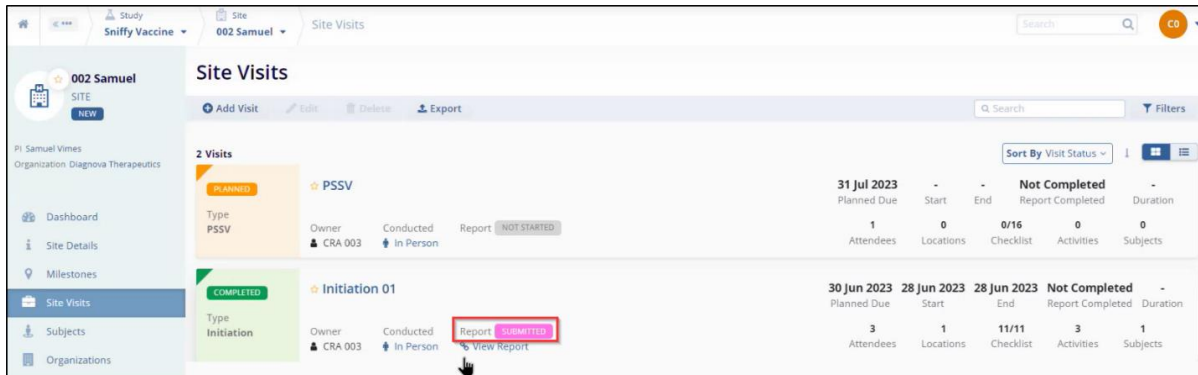 Study
Sniffy Vaccine
Site
002 Samuel
Site Visits
Search
CO
002 Samuel
SITE
NEW
PI Samuel Vimes
Organization Diagnova Therapeutics
Dashboard
Site Details
Milestones
Site Visits
Subjects
Organizations
Site Visits
Add Visit Edit Delete Export
Search
Filters
2 Visits
Sort By Visit Status
PLANNED
Type
PSSV
PSSV
Owner Conducted Report NOT STARTED
CRA 003 In Person
31 Jul 2023 - - Not Completed -
Planned Due Start End Report Completed Duration
1 0 0/16 0 0
Attendees Locations Checklist Activities Subjects
COMPLETED
Type
Initiation
Initiation 01
Owner Conducted Report SUBMITTED
CRA 003 In Person View Report
30 Jun 2023 28 Jun 2023 28 Jun 2023 Not Completed -
Planned Due Start End Report Completed Duration
3 1 11/11 3 1
Attendees Locations Checklist Activities Subjects